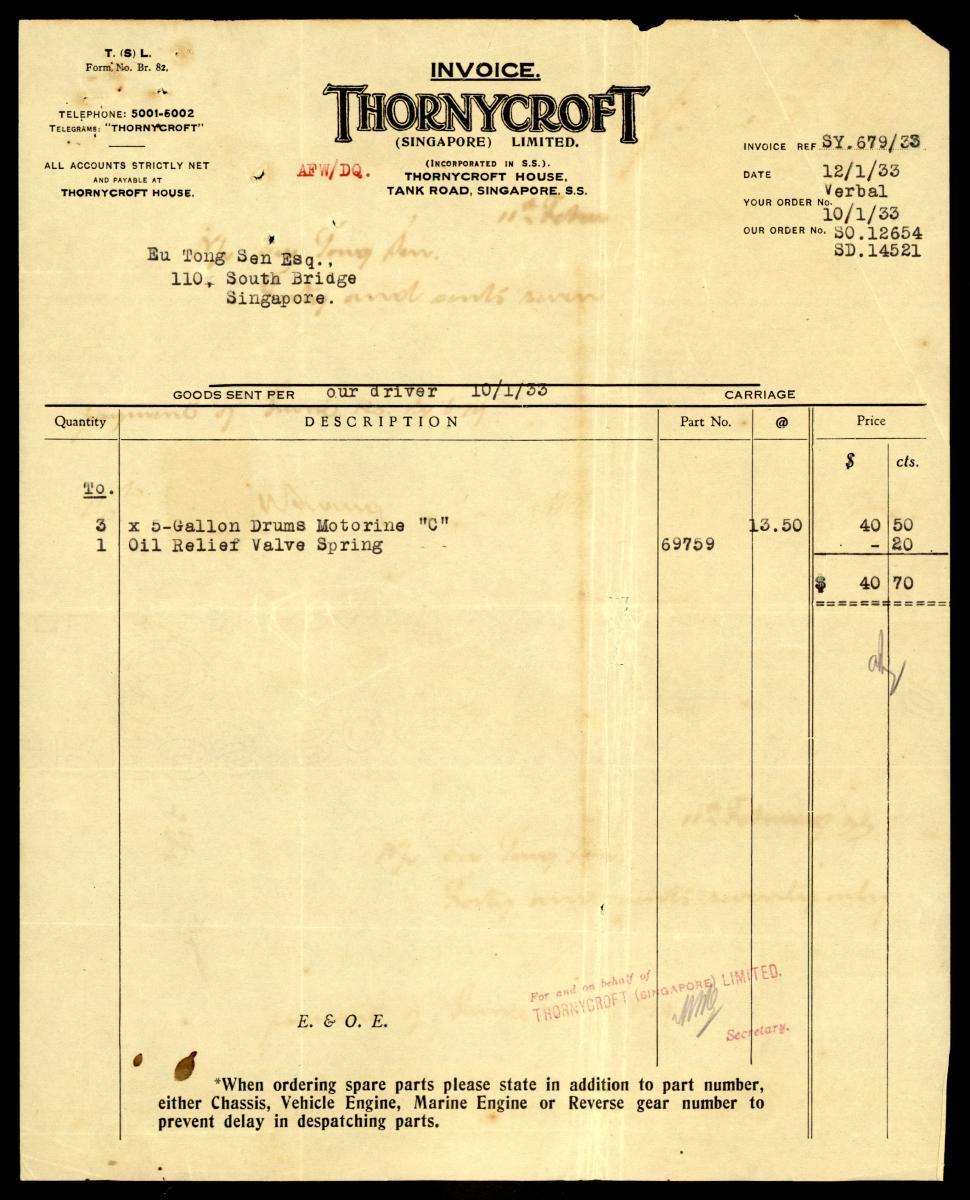 T. (S) L.
Form. No. Br. 82.
TELEPHONE: 5001-5002
TELEGRAMS: "THORNYCROFT"
ALL ACCOUNTS STRICTLY NET
AND PAYABLE AT
THORNYCROFT HOUSE.
INVOICE.
THORNYCROFT
(SINGAPORE) LIMITED.
(INCORPORATED IN S.S.).
THORNYCROFT HOUSE,
TANK ROAD, SINGAPORE, S.S.
AFW/DQ.
INVOICE REF SY.679/33
DATE 12/1/33
Verbal
YOUR ORDER No. 10/1/33
OUR ORDER No. SO.12654
SD.14521
Eu Tong Sen Esq.,
110, South Bridge
Singapore.
GOODS SENT PER our driver 10/1/33 CARRIAGE
Quantity DESCRIPTION Part No. @ Price
$ cts.
To.
3 x 5-Gallon Drums Motorine "C" 13.50 40 50
1 Oil Relief Valve Spring 69759 - 20
$ 40 70
For and on behalf of
THORNYCROFT (SINGAPORE) LIMITED.
Secretary.
E. & O. E.
*When ordering spare parts please state in addition to part number,
either Chassis, Vehicle Engine, Marine Engine or Reverse gear number to
prevent delay in despatching parts.